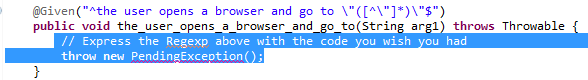 @Given("^the user opens a browser and go to \"([^\"]*)\"$")
public void the_user_opens_a_browser_and_go_to(String arg1) throws Throwable {
// Express the Regexp above with the code you wish you had
throw new PendingException();
}